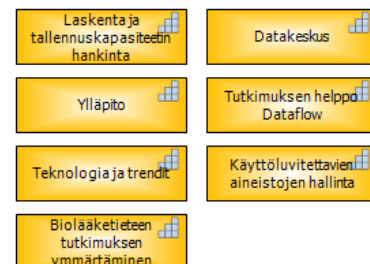 Laskenta ja
tallennuskapasiteetin
hankinta
Datakeskus
Ylläpito
Tutkimuksen helppo
Dataflow
Teknologia ja trendit
Käyttöluvitettavien
aineistojen hallinta
Biolääketieteen
tutkimuksen
ymmärtäminen